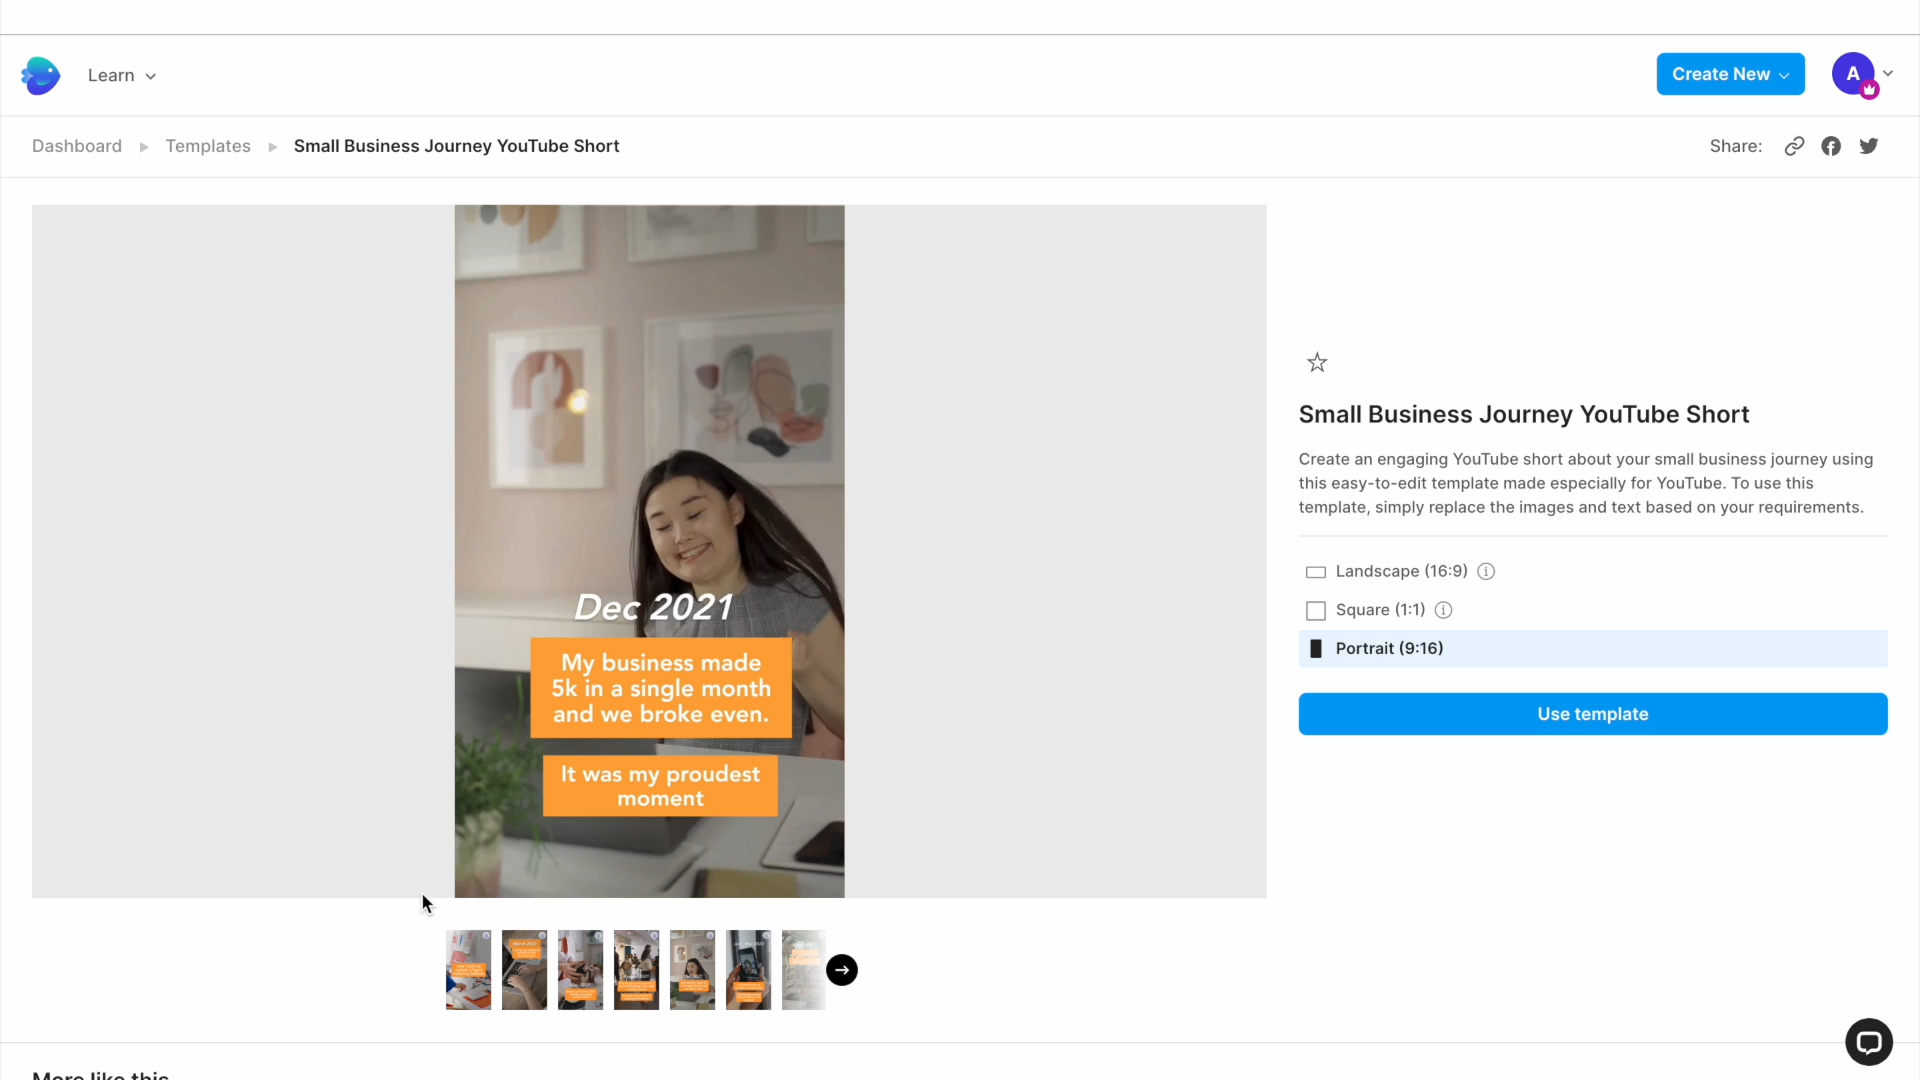 Learn
Create New
A
Dashboard
Templates
Small Business Journey YouTube Short
Share:
Dec 2021
My business made
5k in a single month
and we broke even.
It was my proudest
moment
Small Business Journey YouTube Short
Create an engaging YouTube short about your small business journey using
this easy-to-edit template made especially for YouTube. To use this
template, simply replace the images and text based on your requirements.
Landscape (16:9)
Square (1:1)
Portrait (9:16)
Use template
More like this